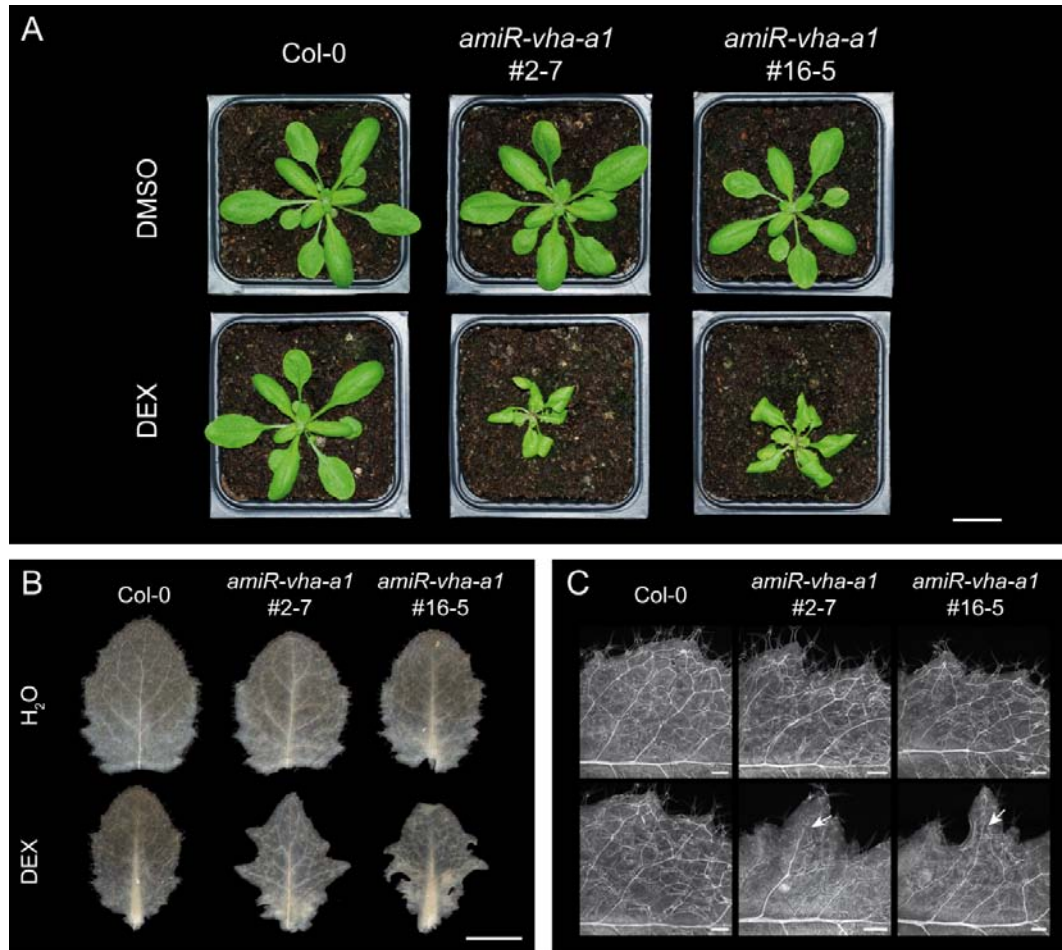 A
Col-0
amiR-vha-a1
#2-7
amiR-vha-a1
#16-5
DMSO
DEX
B
Col-0
amiR-vha-a1
#2-7
amiR-vha-a1
#16-5
H₂O
DEX
C
Col-0
amiR-vha-a1
#2-7
amiR-vha-a1
#16-5